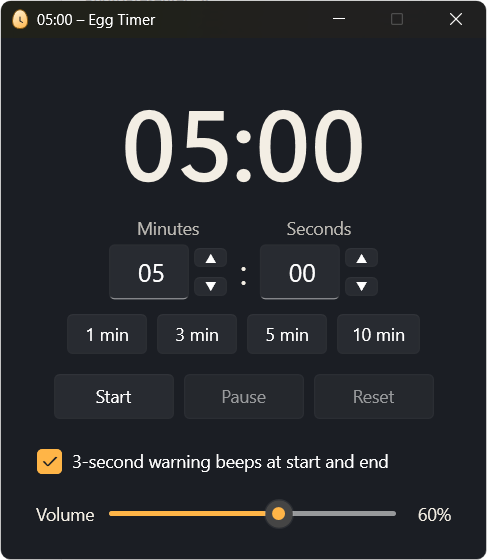 05:00 – Egg Timer
05:00
Minutes Seconds
05 : 00
1 min 3 min 5 min 10 min
Start Pause Reset
3-second warning beeps at start and end
Volume 60%